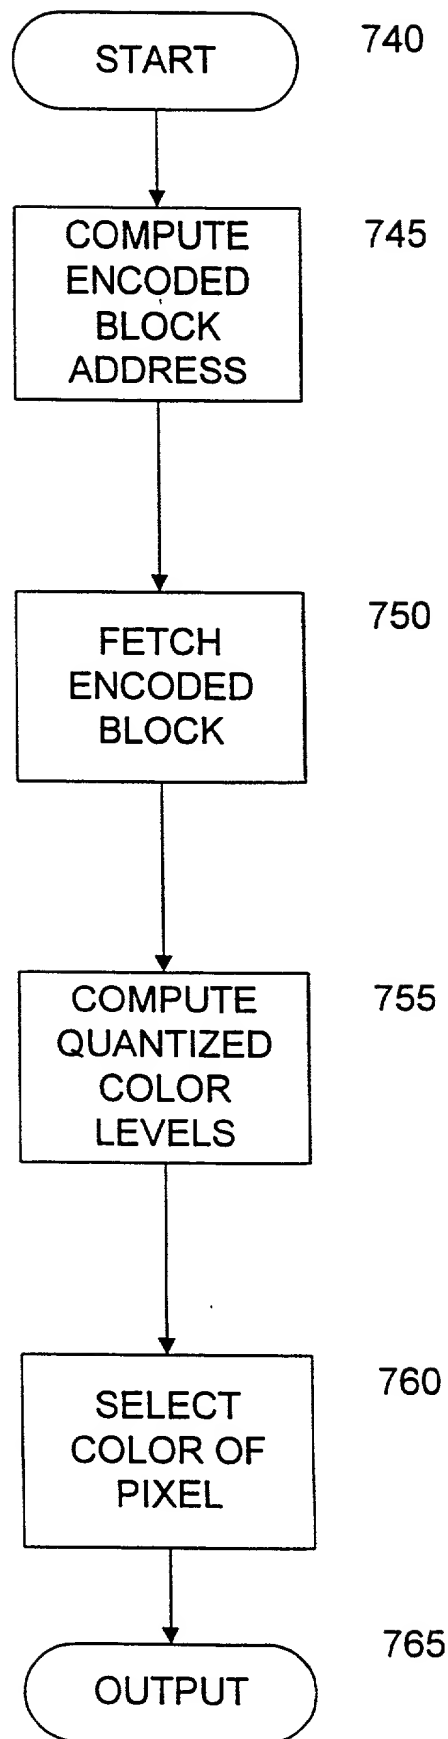 START
740
COMPUTE
ENCODED
BLOCK
ADDRESS
745
FETCH
ENCODED
BLOCK
750
COMPUTE
QUANTIZED
COLOR
LEVELS
755
SELECT
COLOR OF
PIXEL
760
OUTPUT
765